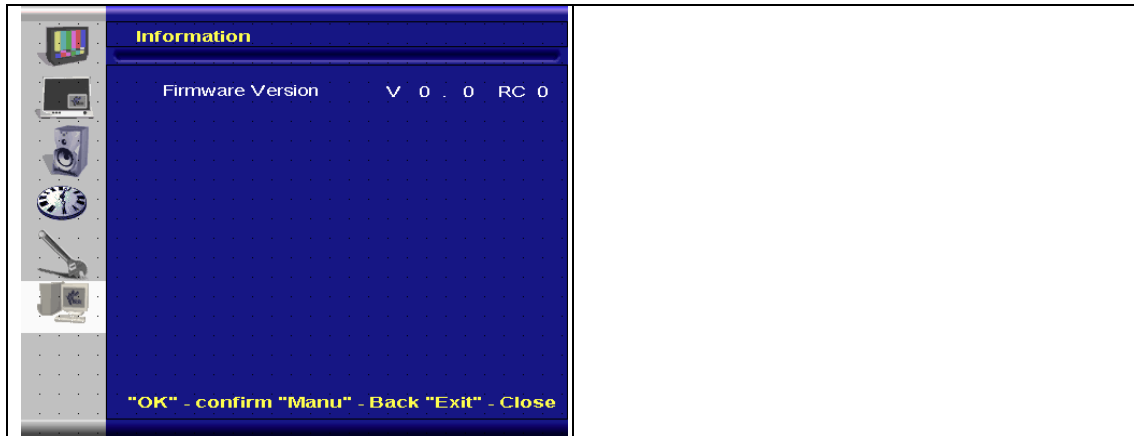 Information
Firmware Version V 0 . 0 RC 0
"OK" - confirm "Manu" - Back "Exit" - Close